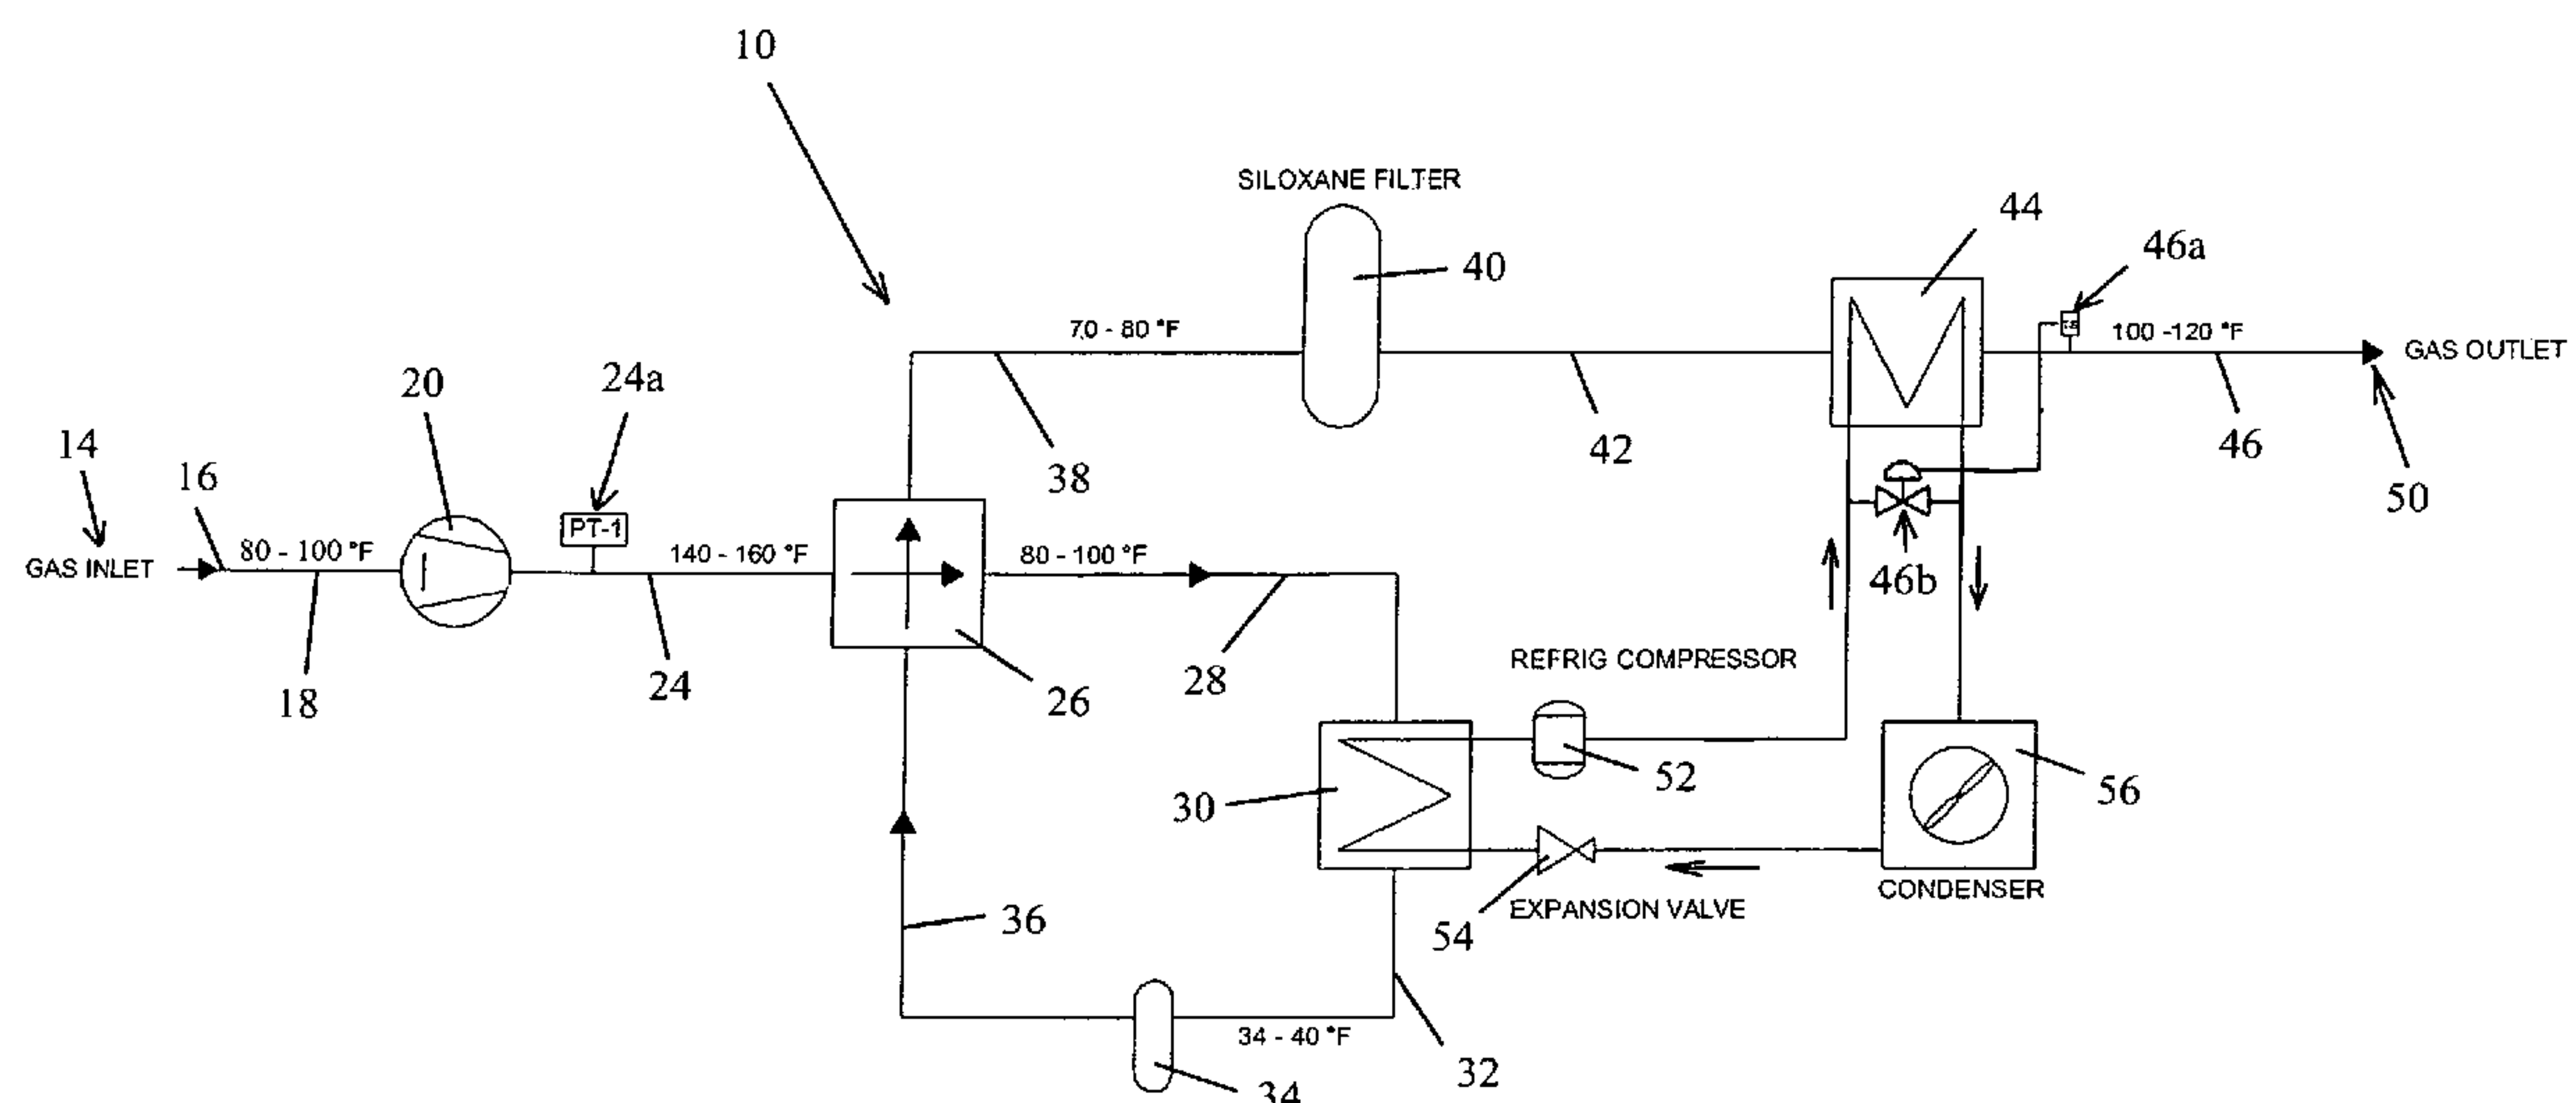 10
SILOXANE FILTER
44
46a
40
70 - 80 °F
100 -120 °F
GAS OUTLET
20
24a
14
16
38
42
46
50
PT-1
80 - 100 °F
140 - 160 °F
80 - 100 °F
GAS INLET
46b
18
24
26
28
REFRIG COMPRESSOR
52
30
56
CONDENSER
36
54
EXPANSION VALVE
34 - 40 °F
32
34